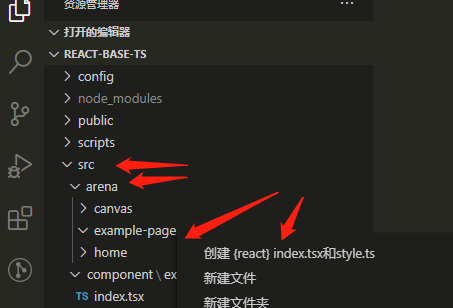 资源管理器
打开的编辑器
REACT-BASE-TS
config
node_modules
public
scripts
src
arena
canvas
example-page
home
创建 {react} index.tsx和style.ts
component \ ex
新建文件
TS index.tsx
新建文件夹